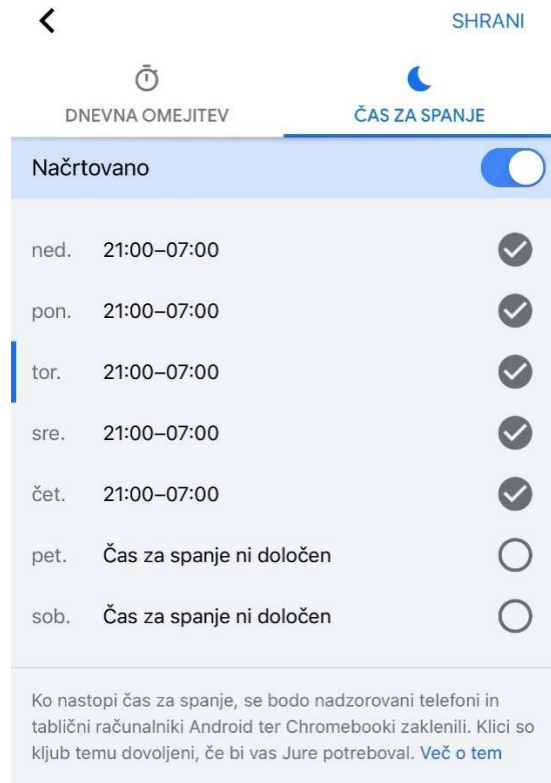 SHRANI
DNEVNA OMEJITEV
ČAS ZA SPANJE
Načrtovano
ned. 21:00–07:00
pon. 21:00–07:00
tor. 21:00–07:00
sre. 21:00–07:00
čet. 21:00–07:00
pet. Čas za spanje ni določen
sob. Čas za spanje ni določen
Ko nastopi čas za spanje, se bodo nadzorovani telefoni in
tablični računalniki Android ter Chromebooki zaklenili. Klici so
kljub temu dovoljeni, če bi vas Jure potreboval. Več o tem